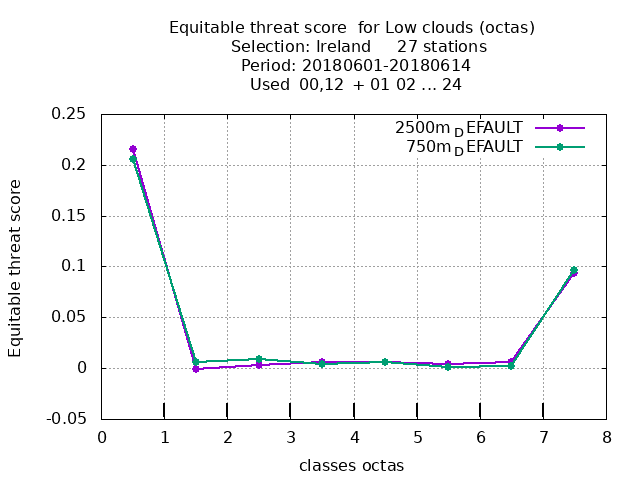 Equitable threat score for Low clouds (octas)
Selection: Ireland 27 stations
Period: 20180601-20180614
Used 00,12 + 01 02 ... 24
2500m_DEFAULT
750m_DEFAULT
0.25
0.2
0.15
0.1
0.05
0
-0.05
Equitable threat score
0 1 2 3 4 5 6 7 8
classes octas